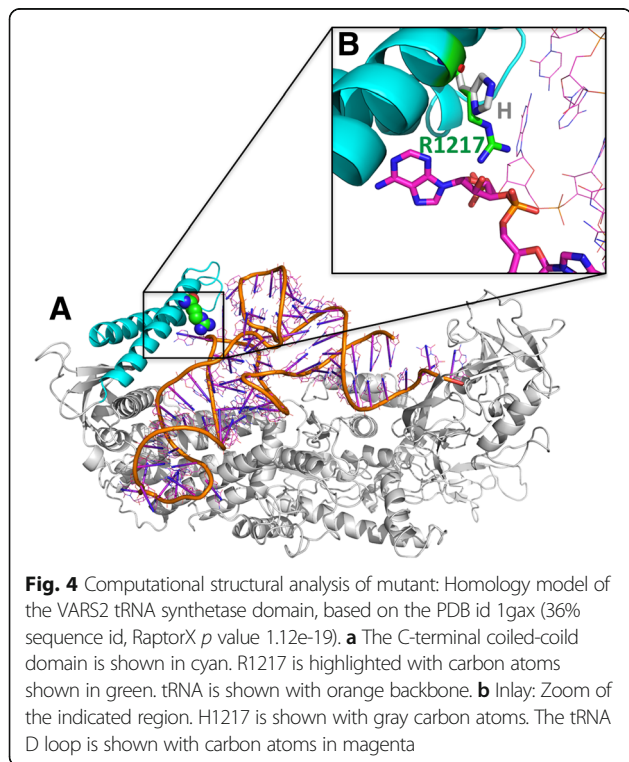 B
H
R1217
A
Fig. 4 Computational structural analysis of mutant: Homology model of
the VARS2 tRNA synthetase domain, based on the PDB id 1gax (36%
sequence id, RaptorX p value 1.12e-19). a The C-terminal coiled-coild
domain is shown in cyan. R1217 is highlighted with carbon atoms
shown in green. tRNA is shown with orange backbone. b Inlay: Zoom of
the indicated region. H1217 is shown with gray carbon atoms. The tRNA
D loop is shown with carbon atoms in magenta